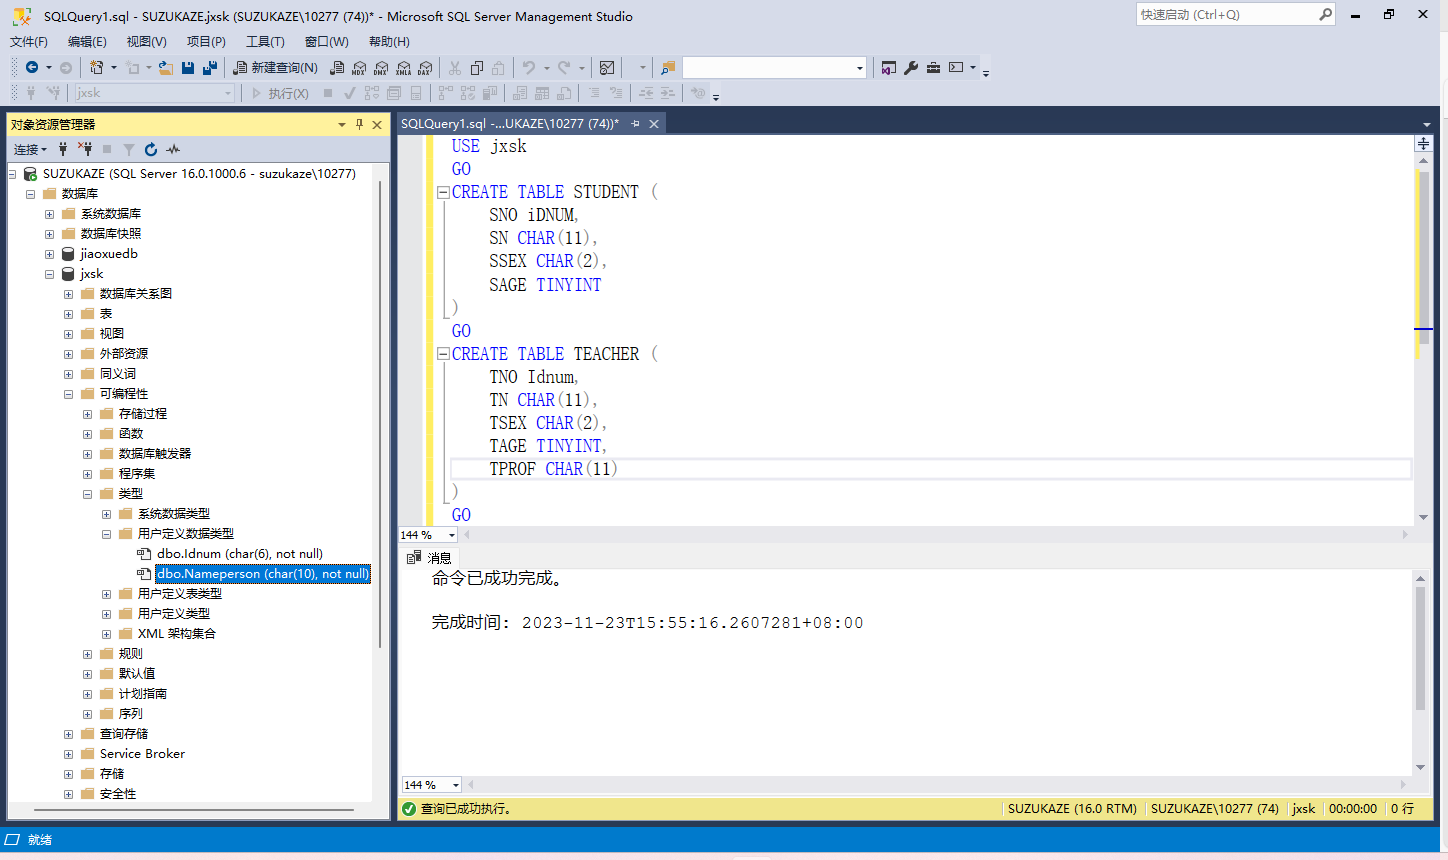 SQLQuery1.sql - SUZUKAZE.jxsk (SUZUKAZE\10277 (74))* - Microsoft SQL Server Management Studio
快速启动 (Ctrl+Q)
文件(F) 编辑(E) 视图(V) 项目(P) 工具(T) 窗口(W) 帮助(H)
新建查询(N) MDX DMX XMLA DAX
jxsk 执行(X)
对象资源管理器
连接
SUZUKAZE (SQL Server 16.0.1000.6 - suzukaze\10277)
数据库
系统数据库
数据库快照
jiaoxuedb
jxsk
数据库关系图
表
视图
外部资源
同义词
可编程性
存储过程
函数
数据库触发器
程序集
类型
系统数据类型
用户定义数据类型
dbo.Idnum (char(6), not null)
dbo.Nameperson (char(10), not null)
用户定义表类型
用户定义类型
XML 架构集合
规则
默认值
计划指南
序列
查询存储
Service Broker
存储
安全性
SQLQuery1.sql -...UKAZE\10277 (74))*
USE jxsk
GO
CREATE TABLE STUDENT (
SNO iDNUM,
SN CHAR(11),
SSEX CHAR(2),
SAGE TINYINT
)
GO
CREATE TABLE TEACHER (
TNO Idnum,
TN CHAR(11),
TSEX CHAR(2),
TAGE TINYINT,
TPROF CHAR(11)
)
GO
144 %
消息
命令已成功完成。
完成时间: 2023-11-23T15:55:16.2607281+08:00
144 %
查询已成功执行。 SUZUKAZE (16.0 RTM) SUZUKAZE\10277 (74) jxsk 00:00:00 0 行
就绪